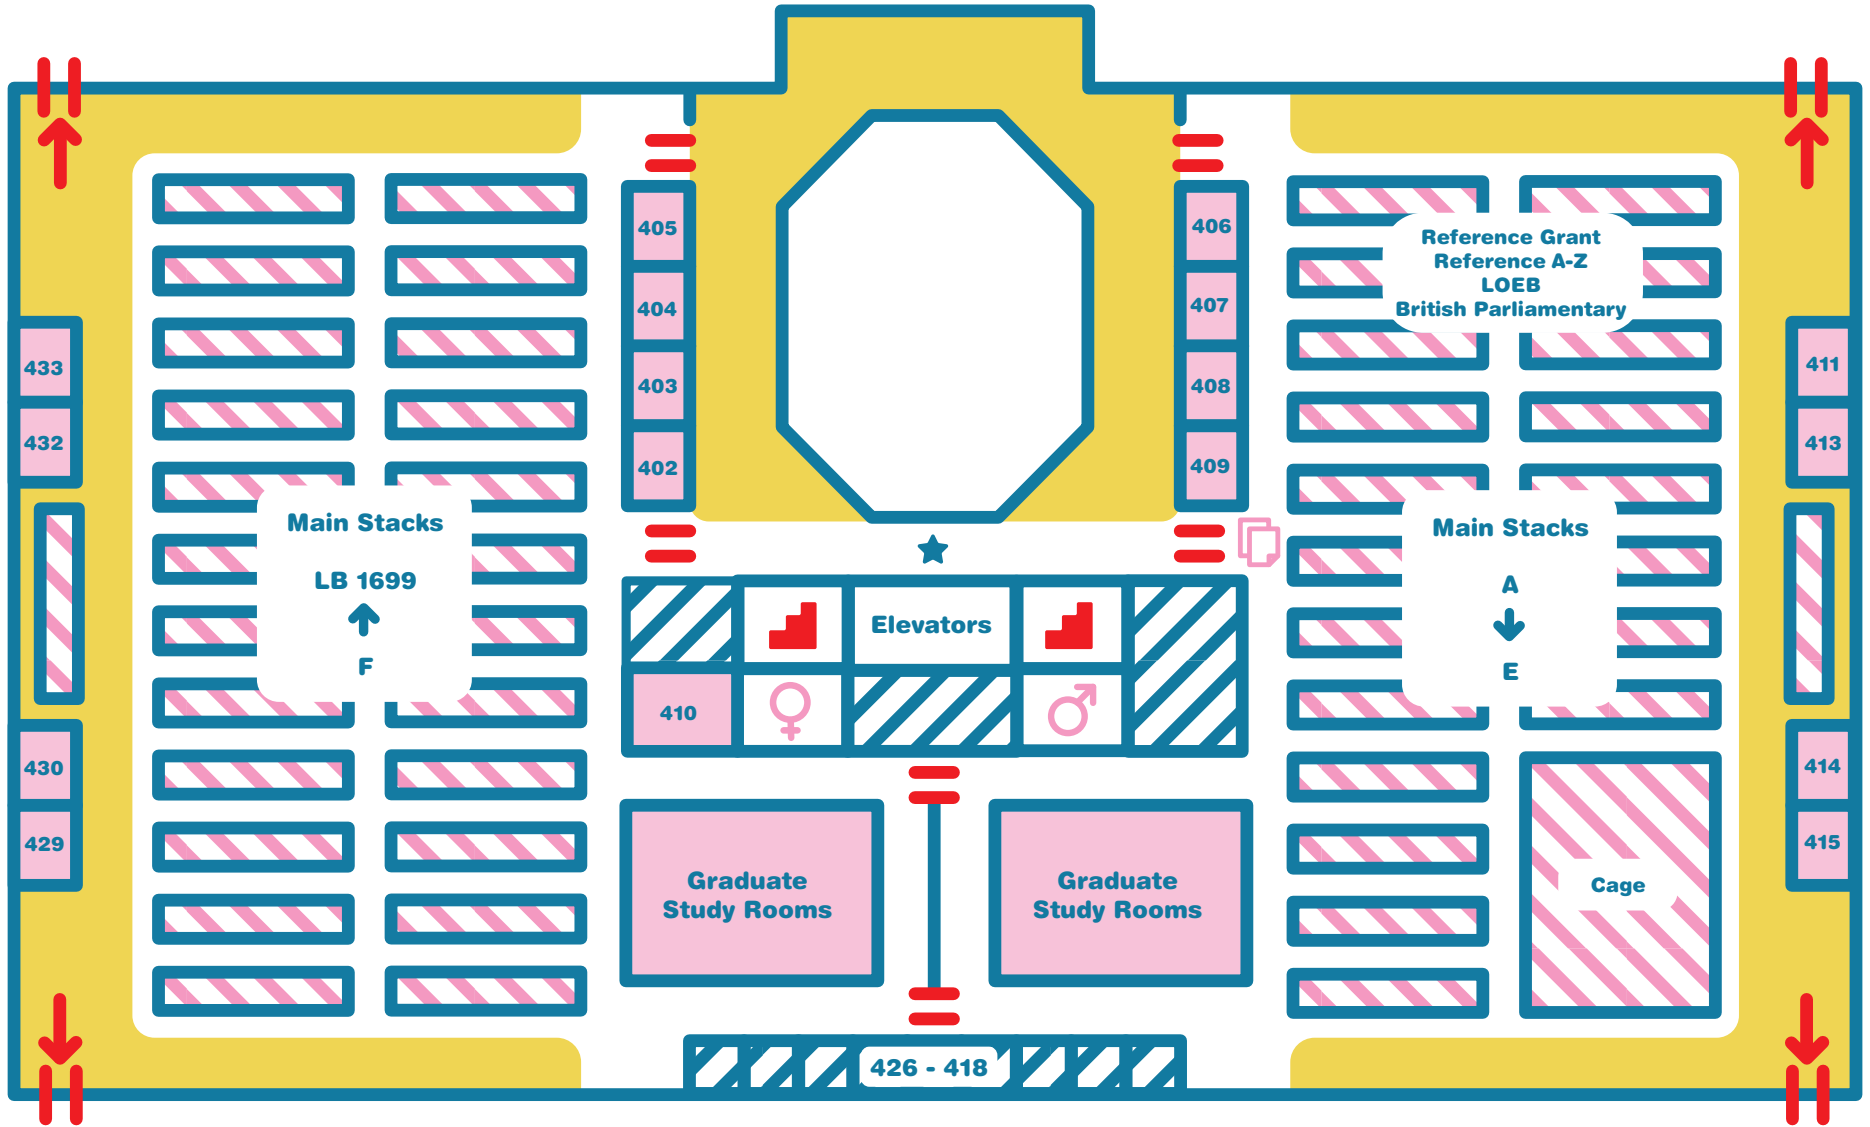 405
404
403
402
406
407
408
409
Reference Grant
Reference A-Z
LOEB
British Parliamentary
433
432
411
413
Main Stacks
LB 1699
F
Main Stacks
A
E
Elevators
410
430
429
414
415
Graduate
Study Rooms
Graduate
Study Rooms
Cage
426 - 418